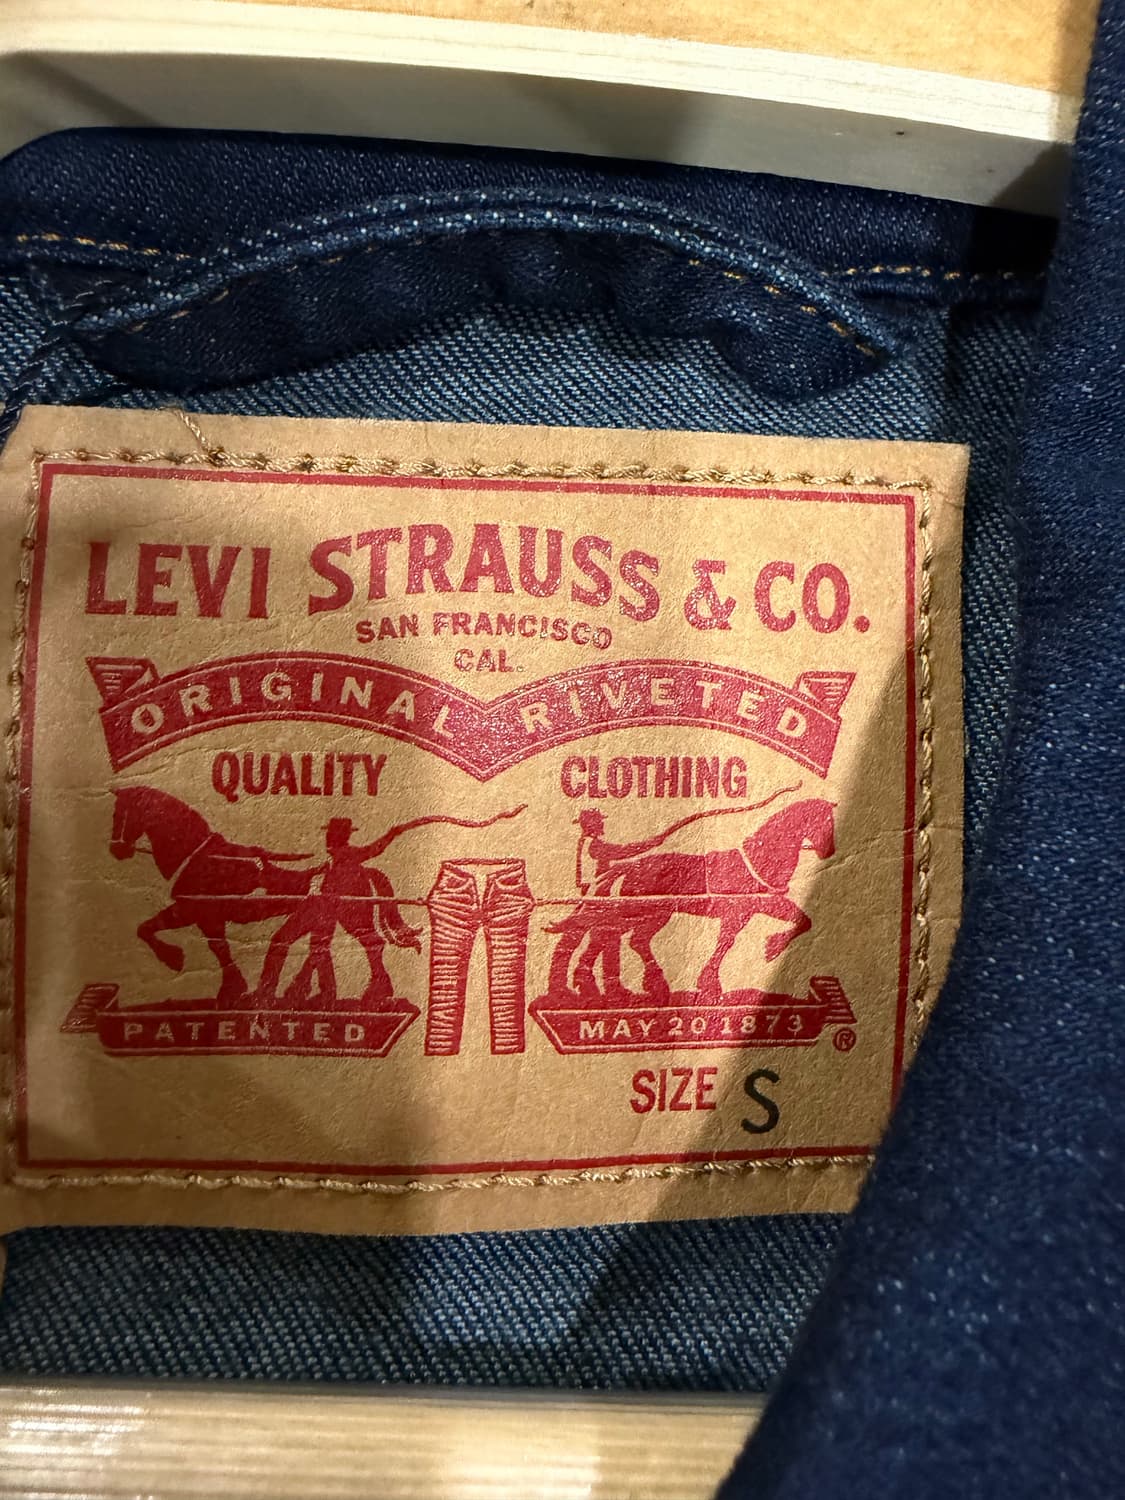 LEVI STRAUSS & CO.
SAN FRANCISCO
CAL.
ORIGINAL RIVETED
QUALITY CLOTHING
PATENTED MAY 20 1873 ®
SIZE S